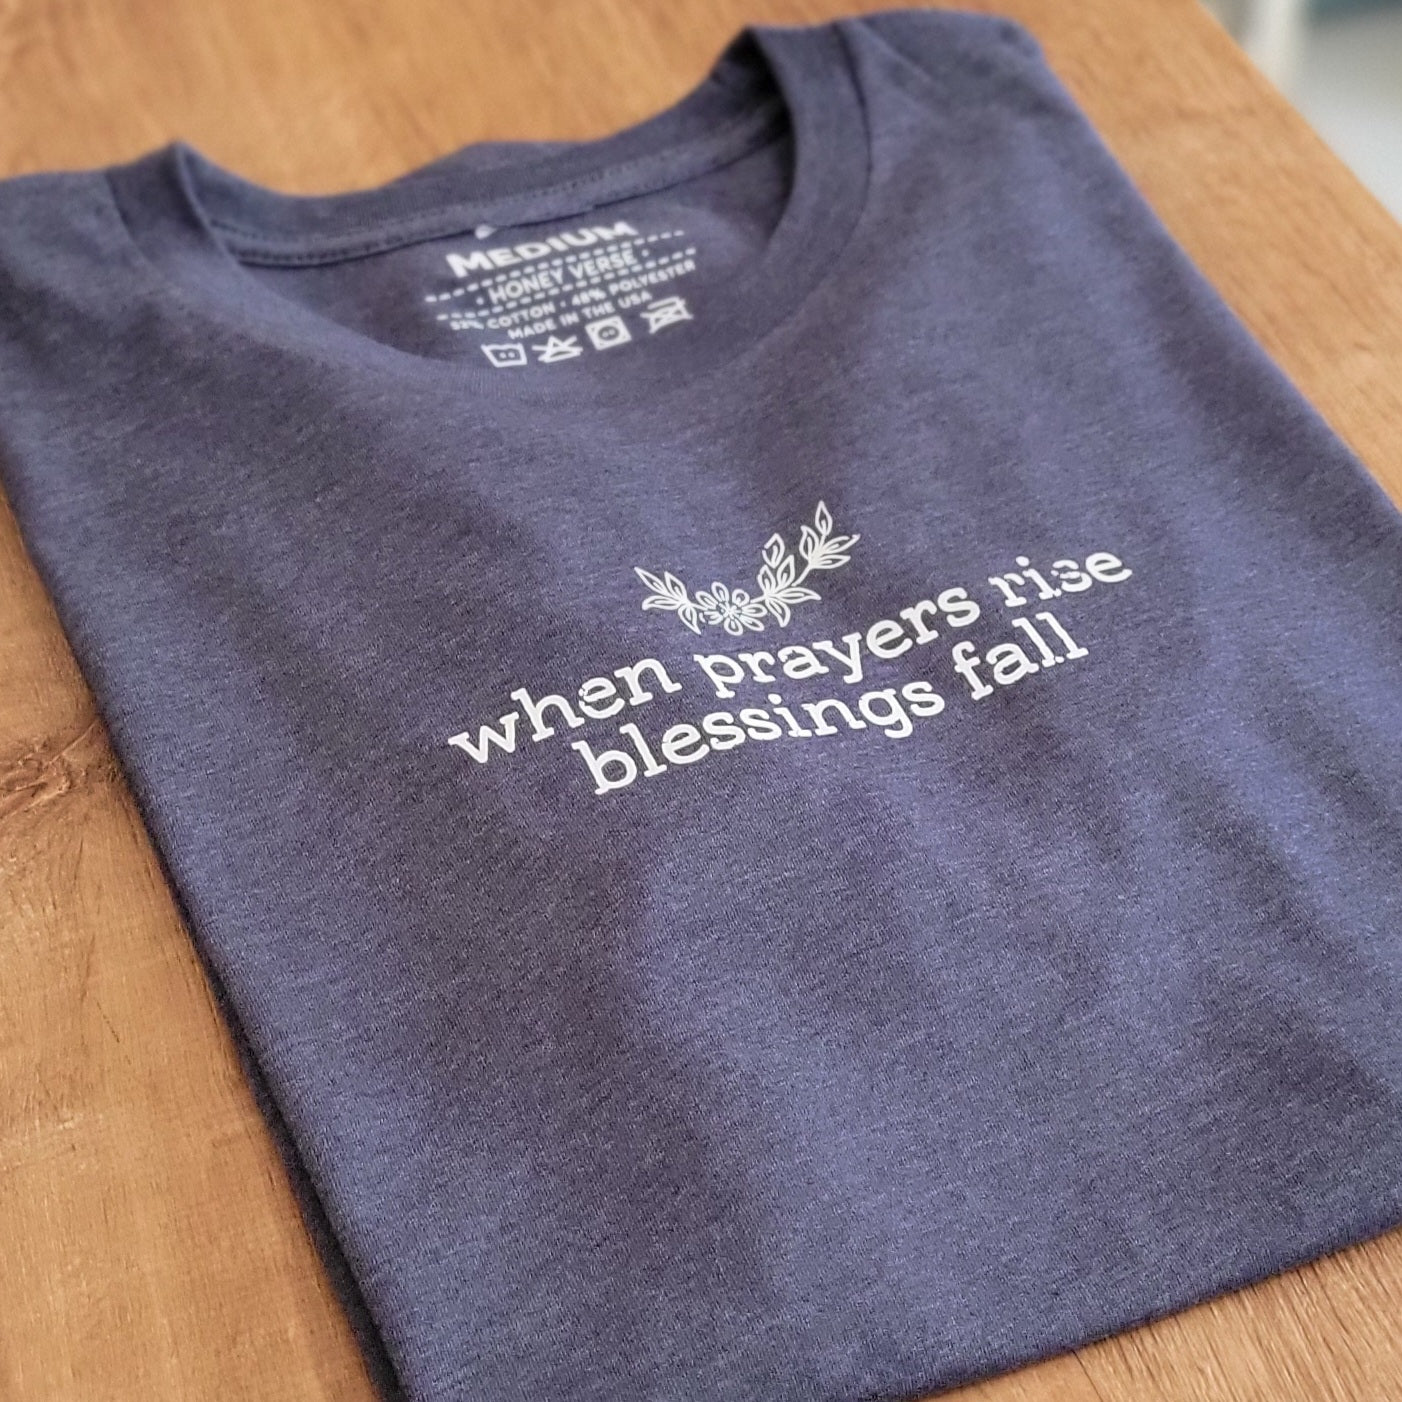 MEDIUM
· HONEY VERSE ·
52% COTTON · 48% POLYESTER
MADE IN THE USA
when prayers rise
blessings fall